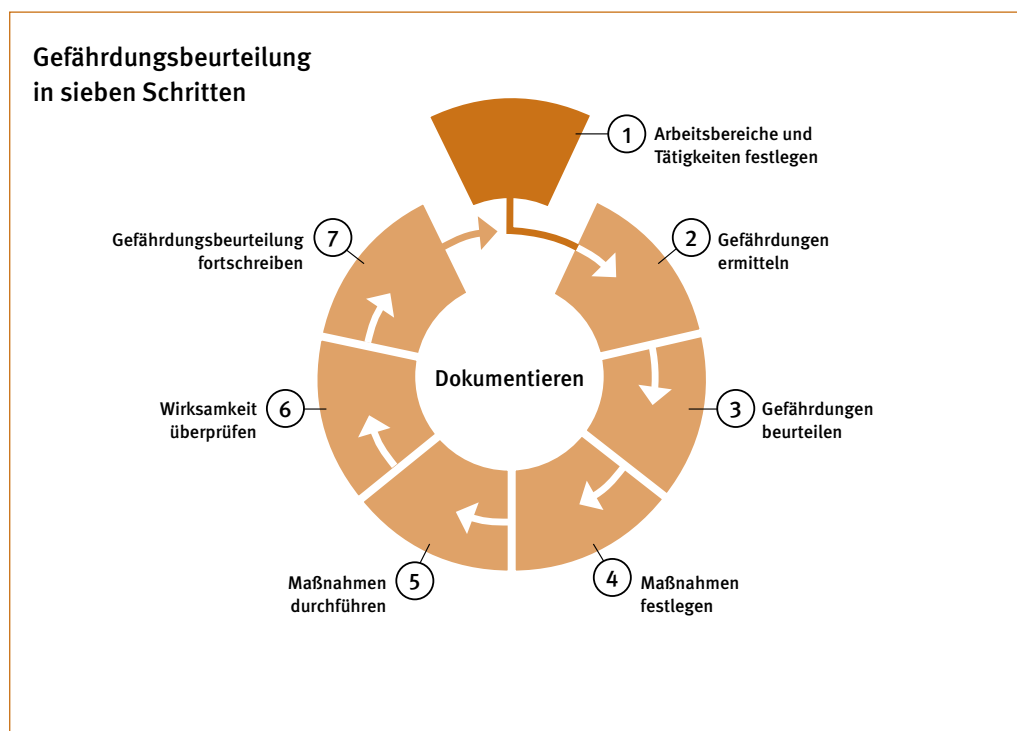 Gefährdungsbeurteilung
in sieben Schritten
1
Arbeitsbereiche und
Tätigkeiten festlegen
2
Gefährdungen
ermitteln
3
Gefährdungen
beurteilen
4
Maßnahmen
festlegen
5
Maßnahmen
durchführen
6
Wirksamkeit
überprüfen
7
Gefährdungsbeurteilung
fortschreiben
Dokumentieren